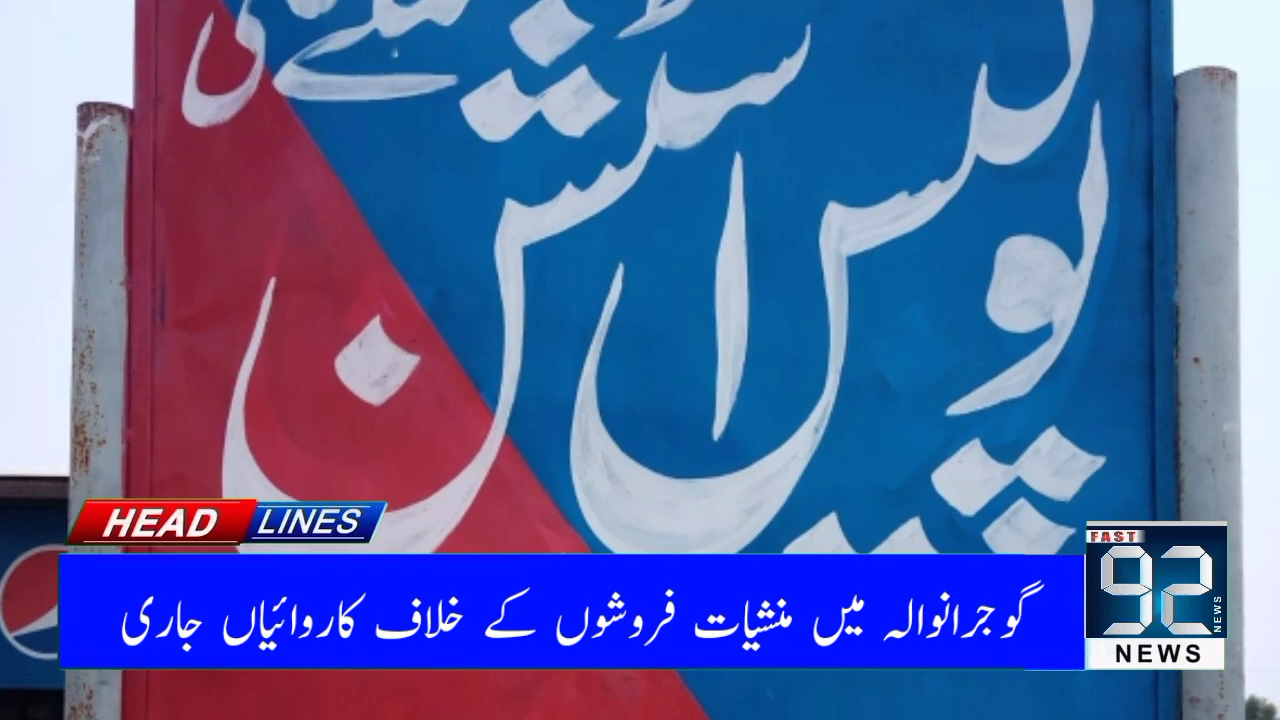 پولیس اسٹیشن
HEAD LINES
گوجرانوالہ میں منشیات فروشوں کے خلاف کاروائیاں جاری
FAST
92
NEWS
NEWS